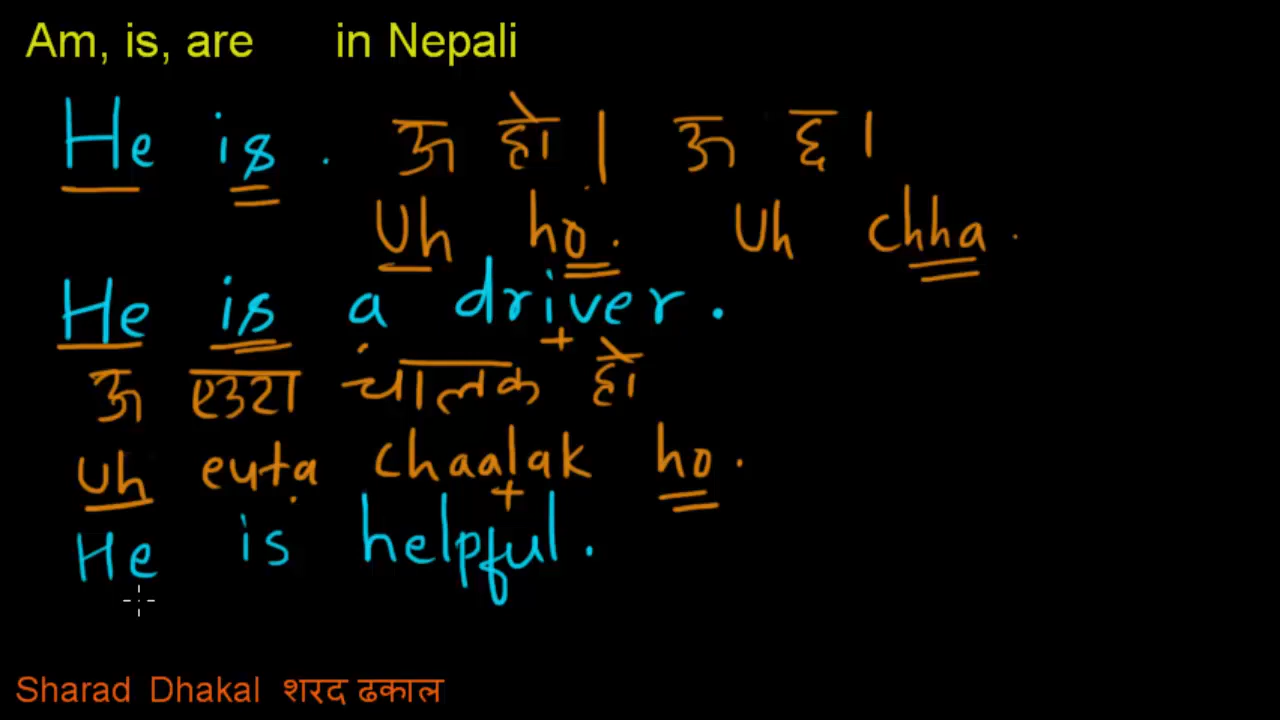 Am, is, are in Nepali
He is. ऊ हो। ऊ छ।
Uh ho. Uh chha.
He is a driver.
ऊ एउटा चालक हो
Uh euta chaalak ho.
He is helpful.
Sharad Dhakal शरद ढकाल